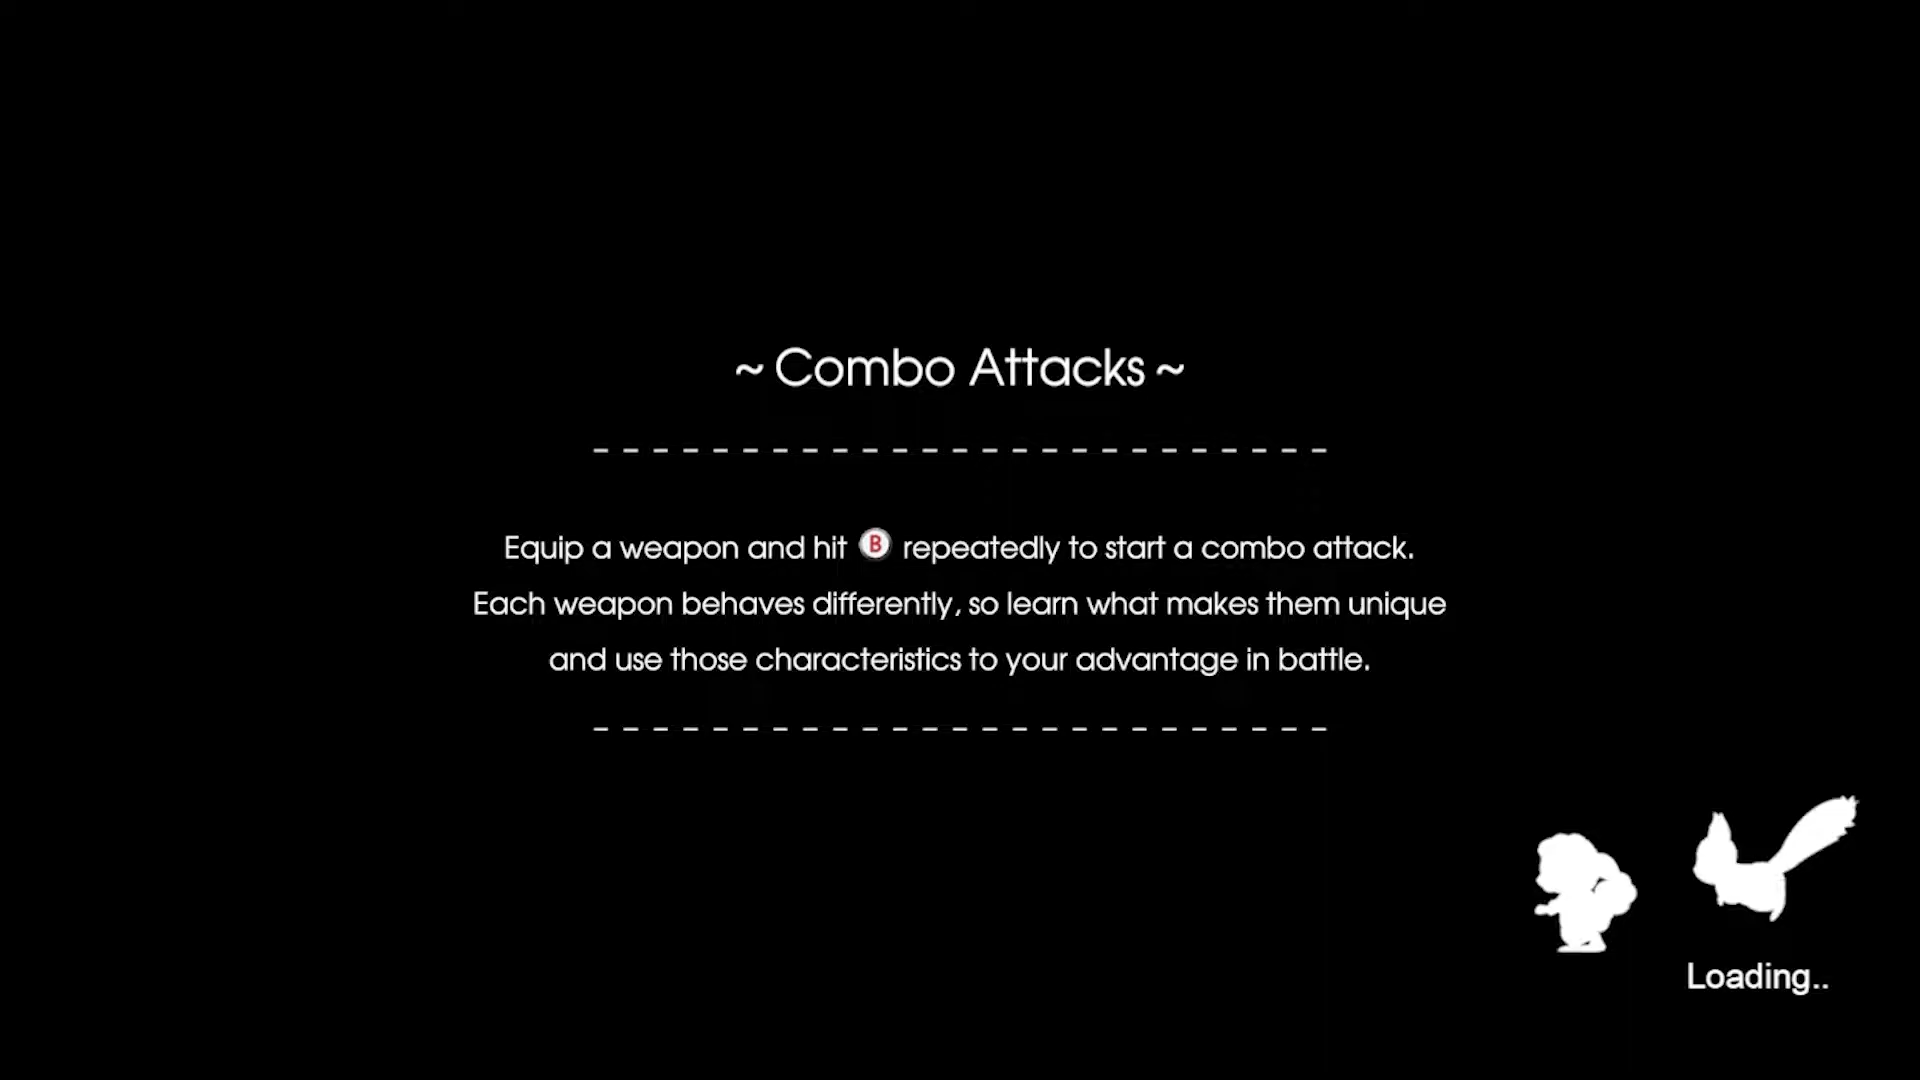 ~ Combo Attacks ~
- - - - - - - - - - - - - - - - - - - - - - - - -
Equip a weapon and hit B repeatedly to start a combo attack.
Each weapon behaves differently, so learn what makes them unique
and use those characteristics to your advantage in battle.
- - - - - - - - - - - - - - - - - - - - - - - - -
Loading..